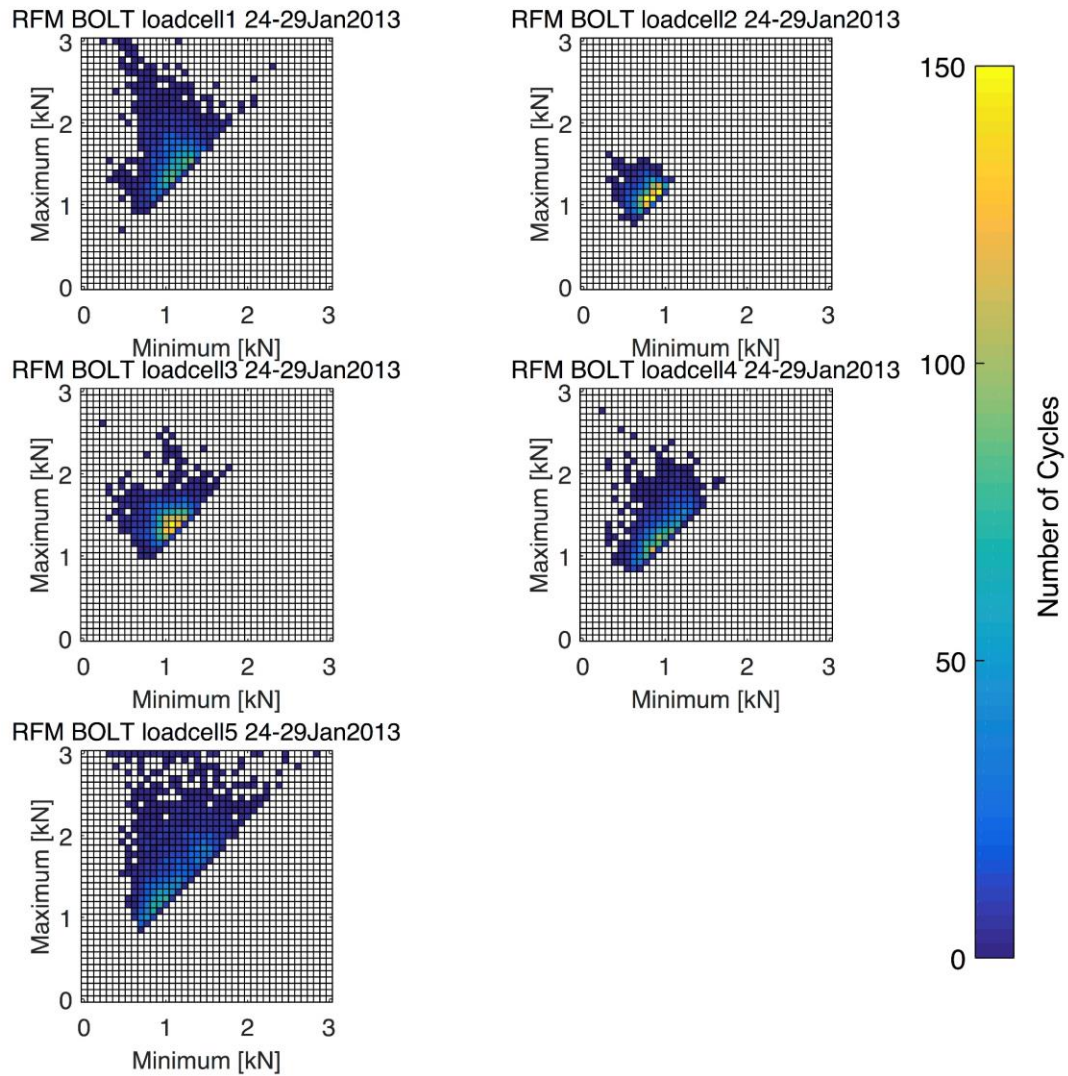 RFM BOLT loadcell1 24-29Jan2013
3
2
1
0
Maximum [kN]
0 1 2 3
Minimum [kN]
RFM BOLT loadcell2 24-29Jan2013
3
2
1
0
Maximum [kN]
0 1 2 3
Minimum [kN]
RFM BOLT loadcell3 24-29Jan2013
3
2
1
0
Maximum [kN]
0 1 2 3
Minimum [kN]
RFM BOLT loadcell4 24-29Jan2013
3
2
1
0
Maximum [kN]
0 1 2 3
Minimum [kN]
RFM BOLT loadcell5 24-29Jan2013
3
2
1
0
Maximum [kN]
0 1 2 3
Minimum [kN]
150
100
50
0
Number of Cycles